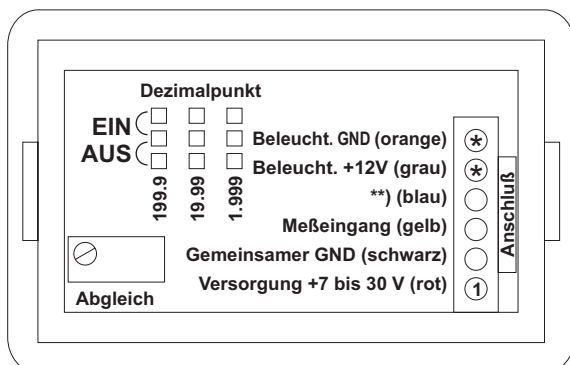 Dezimalpunkt
EIN
AUS
199.9
19.99
1.999
Beleucht. GND (orange)
*
Beleucht. +12V (grau)
*
**) (blau)
Meßeingang (gelb)
Gemeinsamer GND (schwarz)
Versorgung +7 bis 30 V (rot)
1
Anschluß
Abgleich